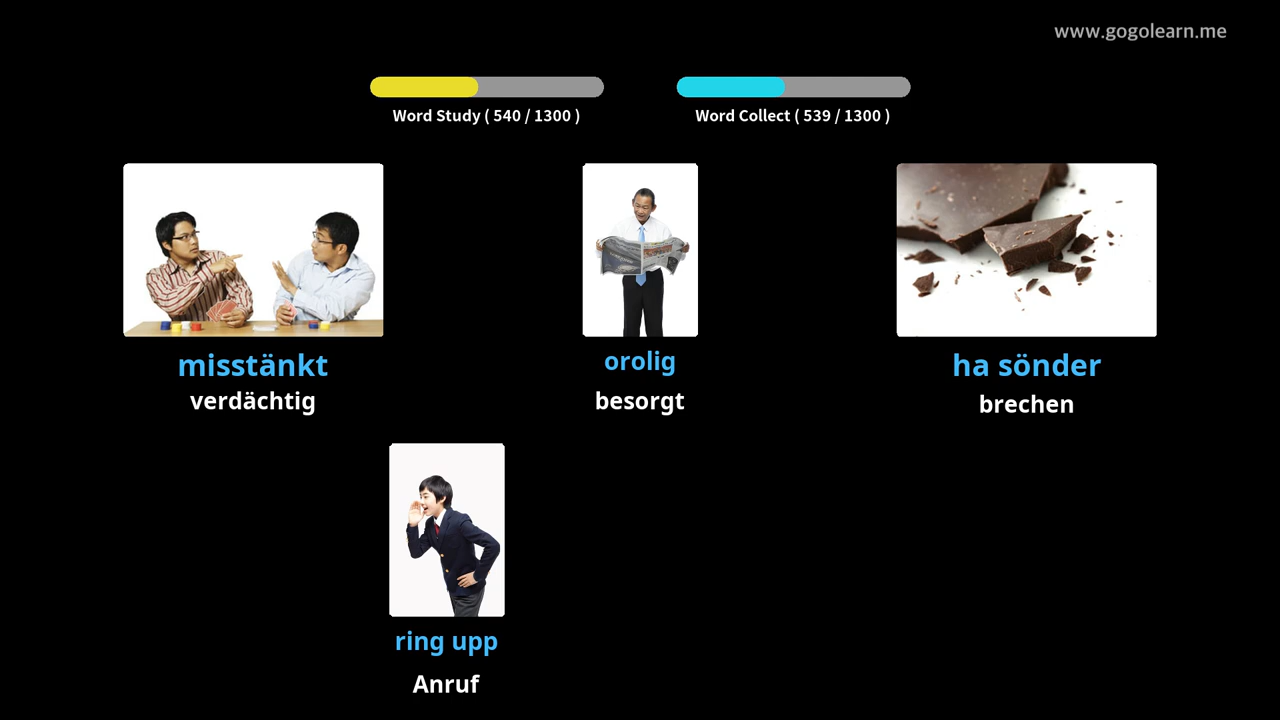 www.gogolearn.me
Word Study ( 540 / 1300 )
Word Collect ( 539 / 1300 )
misstänkt
verdächtig
orolig
besorgt
ha sönder
brechen
ring upp
Anruf